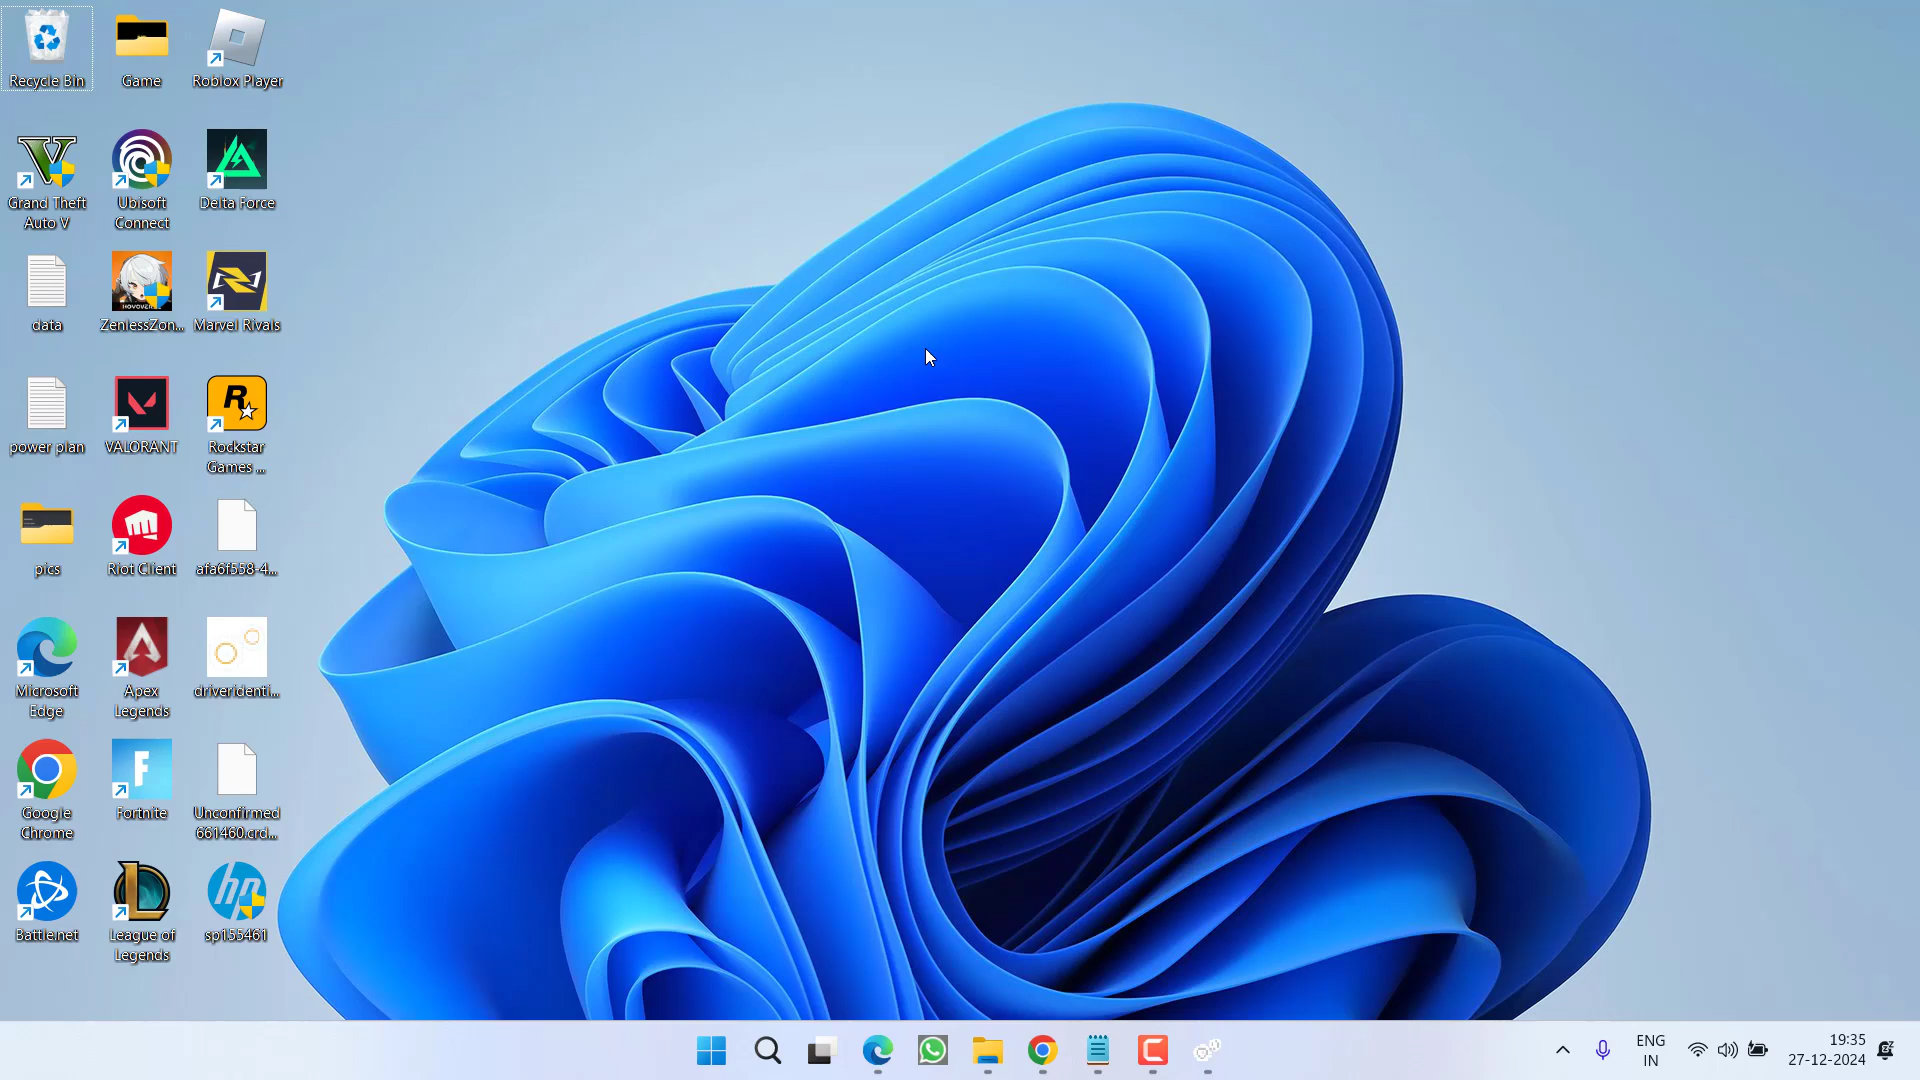 Recycle Bin
Game
Roblox Player
Grand Theft
Auto V
Ubisoft
Connect
Delta Force
data
ZenlessZon...
HOYOVER
Marvel Rivals
power plan
VALORANT
Rockstar
Games ...
pics
Riot Client
afa6f558-4...
Microsoft
Edge
Apex
Legends
driveridenti...
Google
Chrome
Fortnite
Unconfirmed
661460.crd...
Battle.net
League of
Legends
hp
sp155461
ENG
IN
19:35
27-12-2024